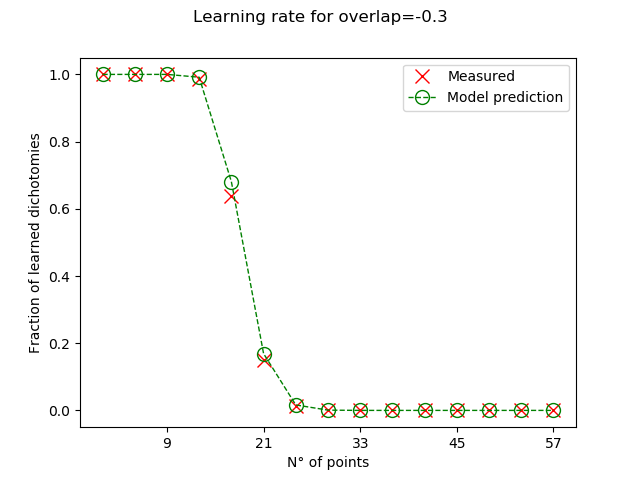 Learning rate for overlap=-0.3
Measured
Model prediction
Fraction of learned dichotomies
1.0
0.8
0.6
0.4
0.2
0.0
9 21 33 45 57
N° of points